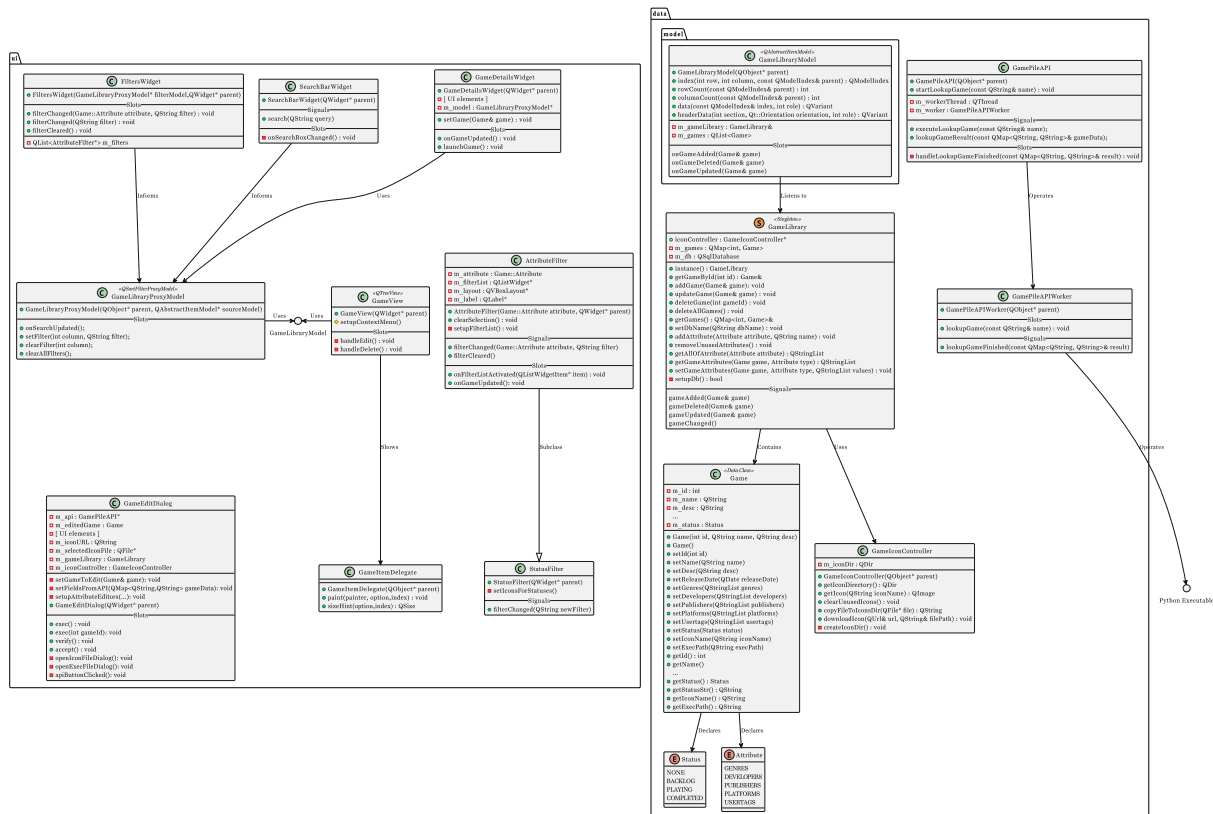 ui
FiltersWidget
FiltersWidget(GameLibraryProxyModel* filterModel,QWidget* parent)
Slots
filterChanged(Game::Attribute attribute, QString filter) : void
filterChanged(QString filter) : void
filterCleared() : void
QList<AttributeFilter*> m_filters
SearchBarWidget
SearchBarWidget(QWidget* parent)
Signals
search(QString query)
Slots
onSearchBoxChanged() : void
GameDetailsWidget
GameDetailsWidget(QWidget* parent)
[ UI elements ]
m_model : GameLibraryProxyModel*
setGame(Game& game) : void
Slots
onGameUpdated() : void
launchGame() : void
Informs
Informs
Uses
«QSortFilterProxyModel»
GameLibraryProxyModel
GameLibraryProxyModel(QObject* parent, QAbstractItemModel* sourceModel)
Slots
onSearchUpdated();
setFilter(int column, QString filter);
clearFilter(int column);
clearAllFilters();
Uses
Uses
GameLibraryModel
«QTreeView»
GameView
GameView(QWidget* parent)
setupContextMenu()
Slots
handleEdit() : void
handleDelete() : void
AttributeFilter
m_attribute : Game::Attribute
m_filterList : QListWidget*
m_layout : QVBoxLayout*
m_label : QLabel*
AttributeFilter(Game::Attribute attribute, QWidget* parent)
clearSelection() : void
setupFilterList() : void
Signals
filterChanged(Game::Attribute attribute, QString filter)
filterCleared()
Slots
onFilterListActivated(QListWidgetItem* item) : void
onGameUpdated(): void
Shows
Subclass
GameEditDialog
m_api : GamePileAPI*
m_editedGame : Game
[ UI elements ]
m_iconURL : QString
m_selectedIconFile : QFile*
m_gameLibrary : GameLibrary
m_iconController : GameIconController
setGameToEdit(Game& game): void
setFieldsFromAPI(QMap<QString,QString> gameData): void
setupAttributeEditors(...): void
GameEditDialog(QWidget* parent)
Slots
exec() : void
exec(int gameId): void
verify() : void
accept() : void
openIconFileDialog(): void
openExecFileDialog(): void
apiButtonClicked(): void
GameItemDelegate
GameItemDelegate(QObject* parent)
paint(painter, option,index) : void
sizeHint(option,index) : QSize
StatusFilter
StatusFilter(QWidget* parent)
setIconsForStatuses()
Signals
filterChanged(QString newFilter)
data
model
«QAbstractItemModel»
GameLibraryModel
GameLibraryModel(QObject* parent)
index(int row, int column, const QModelIndex& parent) : QModelIndex
rowCount(const QModelIndex& parent) : int
columnCount(const QModelIndex& parent) : int
data(const QModelIndex& index, int role) : QVariant
headerData(int section, Qt::Orientation orientation, int role) : QVariant
m_gameLibrary : GameLibrary&
m_games : QList<Game>
Slots
onGameAdded(Game& game)
onGameDeleted(Game& game)
onGameUpdated(Game& game)
GamePileAPI
GamePileAPI(QObject* parent)
startLookupGame(const QString& name) : void
m_workerThread : QThread
m_worker : GamePileAPIWorker
Signals
executeLookupGame(const QString& name);
lookupGameResult(const QMap<QString, QString>& gameData);
Slots
handleLookupGameFinished(const QMap<QString, QString>& result) : void
Listens to
Operates
«Singleton»
GameLibrary
iconController : GameIconController*
m_games : QMap<int, Game>
m_db : QSqlDatabase
instance() : GameLibrary
getGameById(int id) : Game&
addGame(Game& game): void
updateGame(Game& game) : void
deleteGame(int gameId) : void
deleteAllGames() : void
getGames() : QMap<int, Game>&
setDbName(QString dbName) : void
addAttribute(Attribute attribute, QString name) : void
removeUnusedAttributes() : void
getAllOfAttribute(Attribute attribute) : QStringList
getGameAttributes(Game game, Attribute type) : QStringList
setGameAttributes(Game game, Attribute type, QStringList values) : void
setupDb() : bool
Signals
gameAdded(Game& game)
gameDeleted(Game& game)
gameUpdated(Game& game)
gameChanged()
GamePileAPIWorker
GamePileAPIWorker(QObject* parent)
Slots
lookupGame(const QString& name) : void
Signals
lookupGameFinished(const QMap<QString, QString>& result)
Contains
Uses
Operates
«Data Class»
Game
m_id : int
m_name : QString
m_desc : QString
...
m_status : Status
Game(int id, QString name, QString desc)
Game()
setId(int id)
setName(QString name)
setDesc(QString desc)
setReleaseDate(QDate releaseDate)
setGenres(QStringList genres)
setDevelopers(QStringList developers)
setPublishers(QStringList publishers)
setPlatforms(QStringList platforms)
setUsertags(QStringList usertags)
setStatus(Status status)
setIconName(QString iconName)
setExecPath(QString execPath)
getId() : int
getName()
...
getStatus() : Status
getStatusStr() : QString
getIconName() : QString
getExecPath() : QString
GameIconController
m_iconDir : QDir
GameIconController(QObject* parent)
getIconDirectory() : QDir
getIcon(QString iconName) : QImage
clearUnusedIcons() : void
copyFileToIconsDir(QFile* file) : QString
downloadIcon(QUrl& url, QString& filePath) : void
createIconDir() : void
Python Executable
Declares
Declares
Status
NONE
BACKLOG
PLAYING
COMPLETED
Attribute
GENRES
DEVELOPERS
PUBLISHERS
PLATFORMS
USERTAGS